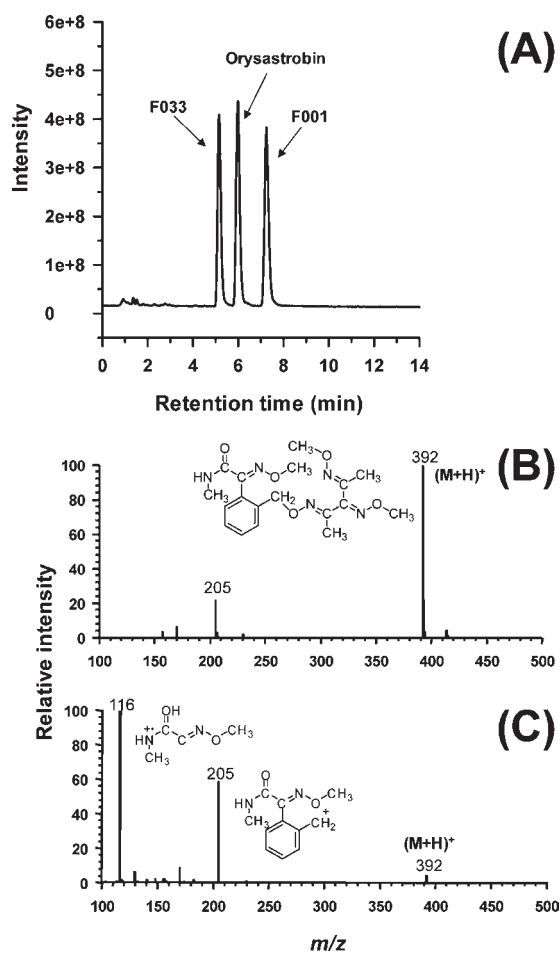 (A)
6e+8
5e+8
4e+8
3e+8
2e+8
1e+8
0
Intensity
F033
Orysastrobin
F001
0 2 4 6 8 10 12 14
Retention time (min)
(B)
100
80
60
40
20
0
392
(M+H)+
205
O
HN
CH3
N
O
CH3
CH2
O
N
CH3
N
O
CH3
N
O
CH3
CH3
100 150 200 250 300 350 400 450 500
Relative intensity
(C)
100
80
60
40
20
0
116
OH
HN
+•
CH3
N
O
CH3
205
O
HN
CH3
N
O
CH3
+
CH2
(M+H)+
392
100 150 200 250 300 350 400 450 500
m/z